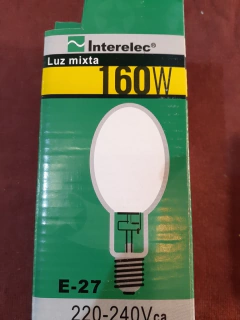 Interelec®
Luz mixta
160W
E-27
220-240Vca